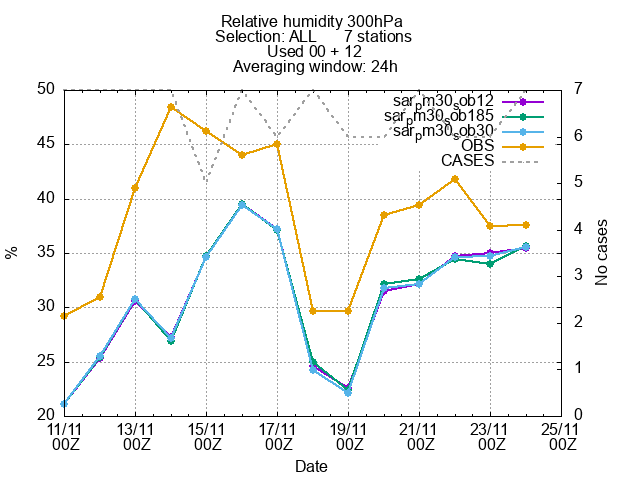 Relative humidity 300hPa
Selection: ALL 7 stations
Used 00 + 12
Averaging window: 24h
50
45
40
35
30
25
20
%
7
6
5
4
3
2
1
0
No cases
sar_pm30_sob12
sar_pm30_sob185
sar_pm30_sob30
OBS
CASES
11/11 13/11 15/11 17/11 19/11 21/11 23/11 25/11
00Z 00Z 00Z 00Z 00Z 00Z 00Z 00Z
Date